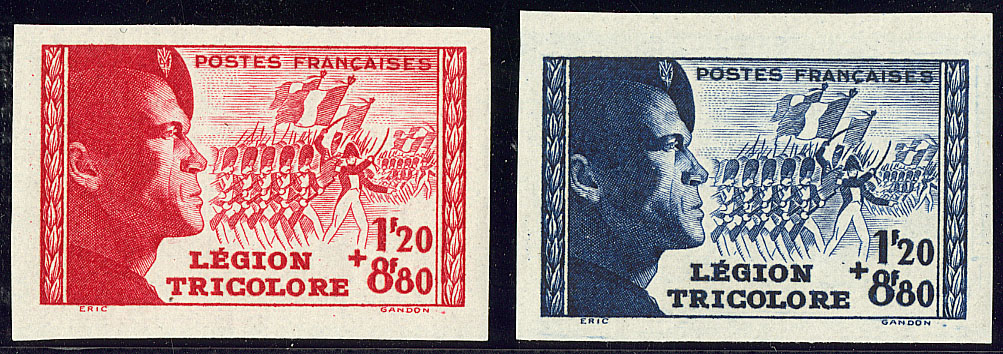 POSTES FRANÇAISES
1F20
+ 8F80
LÉGION
TRICOLORE
ERIC GANDON
POSTES FRANÇAISES
1F20
+ 8F80
LÉGION
TRICOLORE
ERIC GANDON